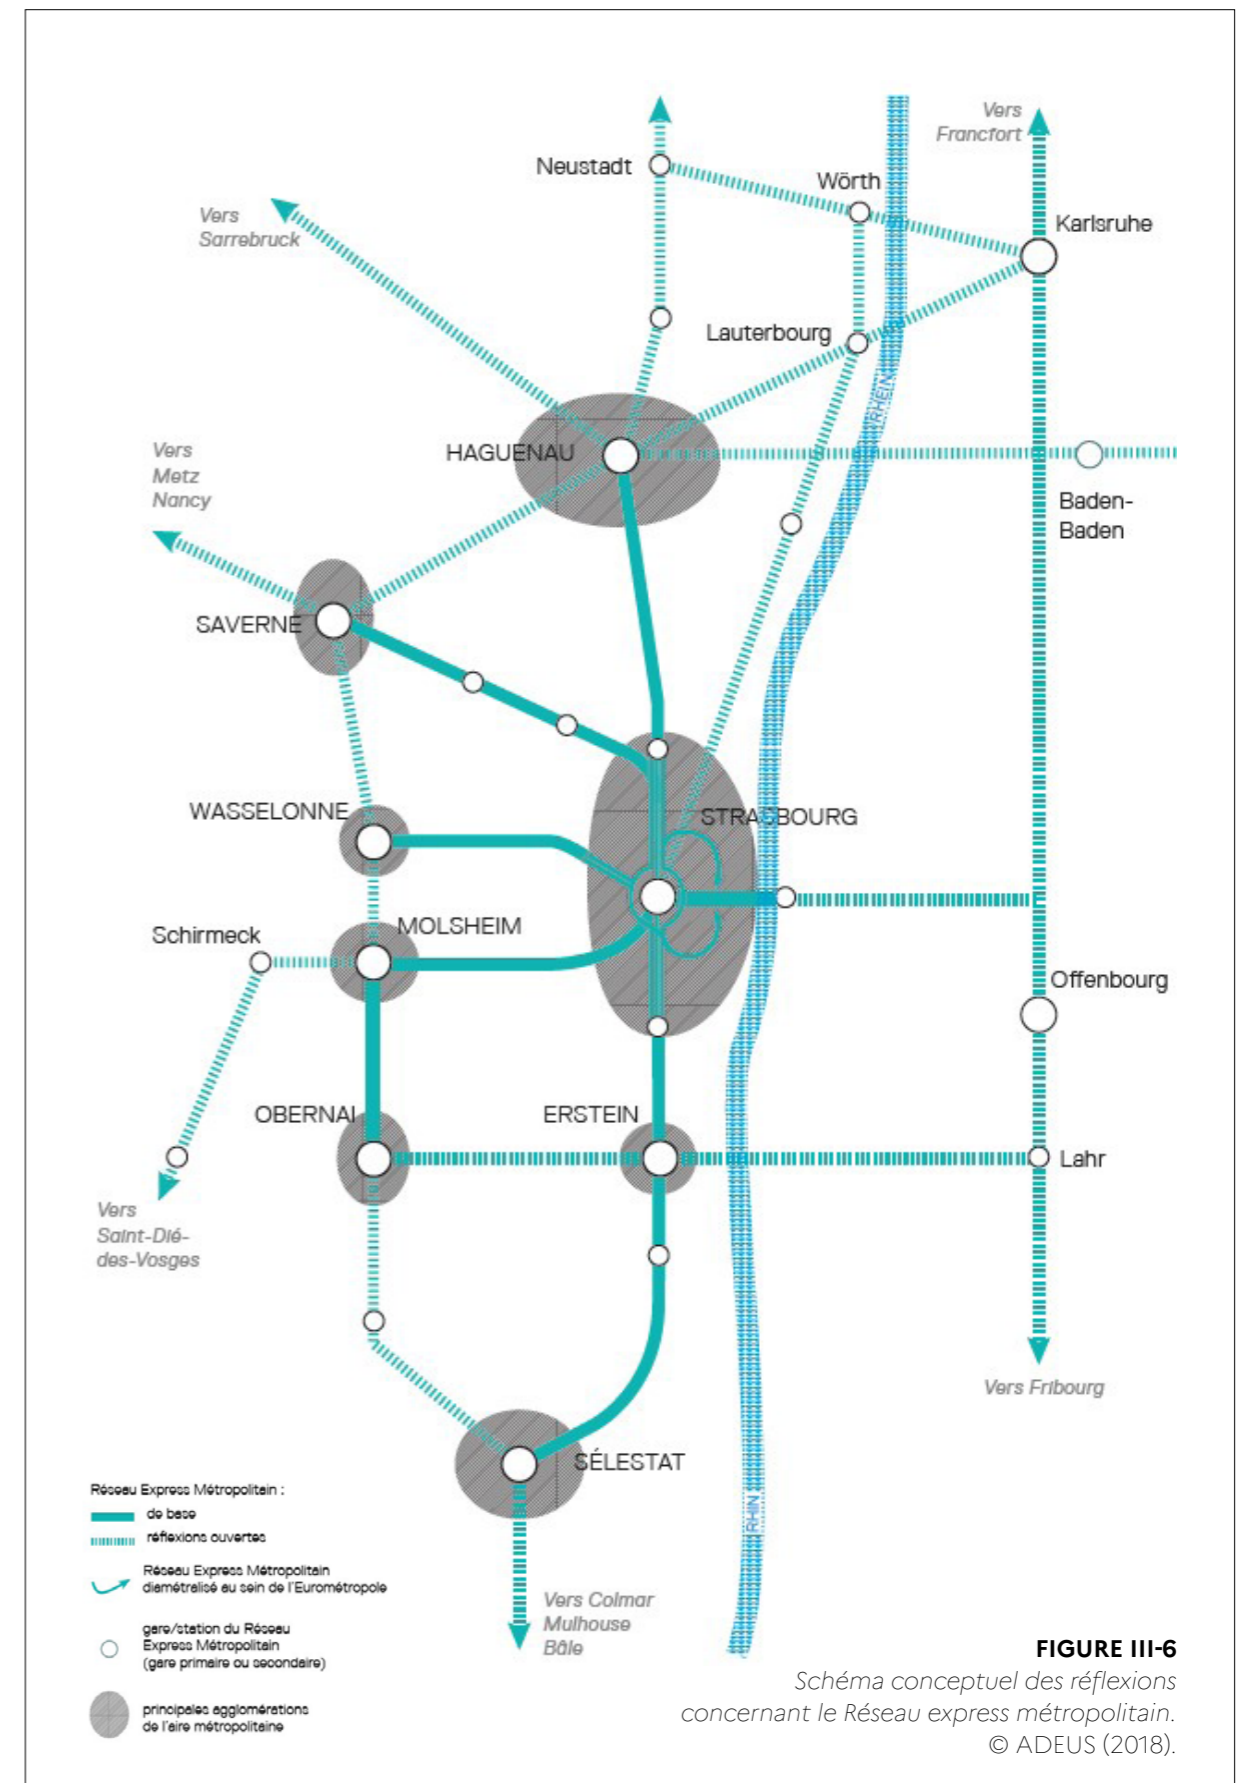 Vers
Francfort
Neustadt
Wörth
Vers
Sarrebruck
Karlsruhe
Lauterbourg
RHEIN
HAGUENAU
Vers
Metz
Nancy
Baden-
Baden
SAVERNE
WASSELONNE
STRASBOURG
MOLSHEIM
Schirmeck
Offenbourg
OBERNAI
ERSTEIN
Lahr
Vers
Saint-Dié-
des-Vosges
Vers Fribourg
SÉLESTAT
RHIN
Réseau Express Métropolitain :
de base
réflexions ouvertes
Réseau Express Métropolitain
diamétralisé au sein de l'Eurométropole
gare/station du Réseau
Express Métropolitain
(gare primaire ou secondaire)
principales agglomérations
de l'aire métropolitaine
Vers Colmar
Mulhouse
Bâle
FIGURE III-6
Schéma conceptuel des réflexions
concernant le Réseau express métropolitain.
© ADEUS (2018).